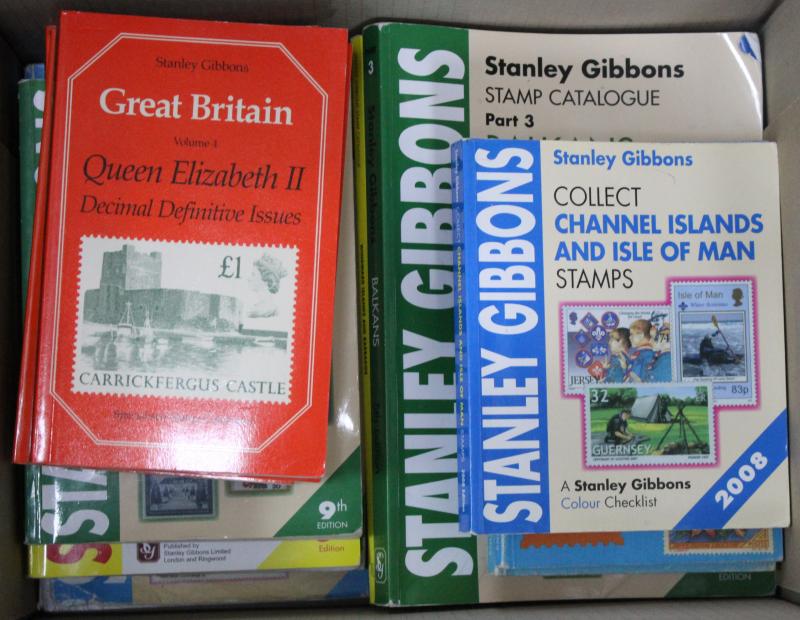 Stanley Gibbons
Great Britain
Volume 4
Queen Elizabeth II
Decimal Definitive Issues
£1
CARRICKFERGUS CASTLE
9th
EDITION
Published by
Stanley Gibbons Limited
London and Ringwood
Edition
3
Stanley Gibbons
BALKANS
STANLEY GIBBONS
Stanley Gibbons
STAMP CATALOGUE
Part 3
BALKANS
STANLEY GIBBONS
Stanley Gibbons
COLLECT
CHANNEL ISLANDS
AND ISLE OF MAN
STAMPS
JERSEY
Isle of Man
83p
32
GUERNSEY
A Stanley Gibbons
Colour Checklist
2008
EDITION